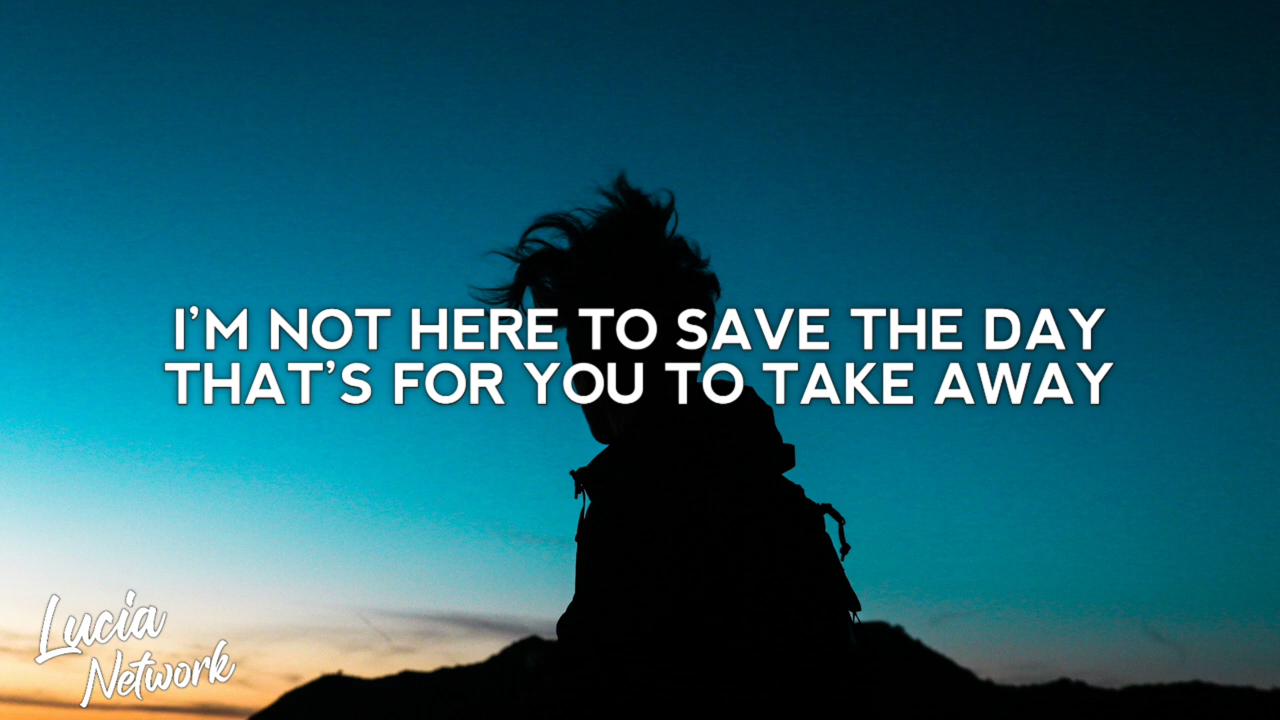 I'M NOT HERE TO SAVE THE DAY
THAT'S FOR YOU TO TAKE AWAY
Lucia
Network